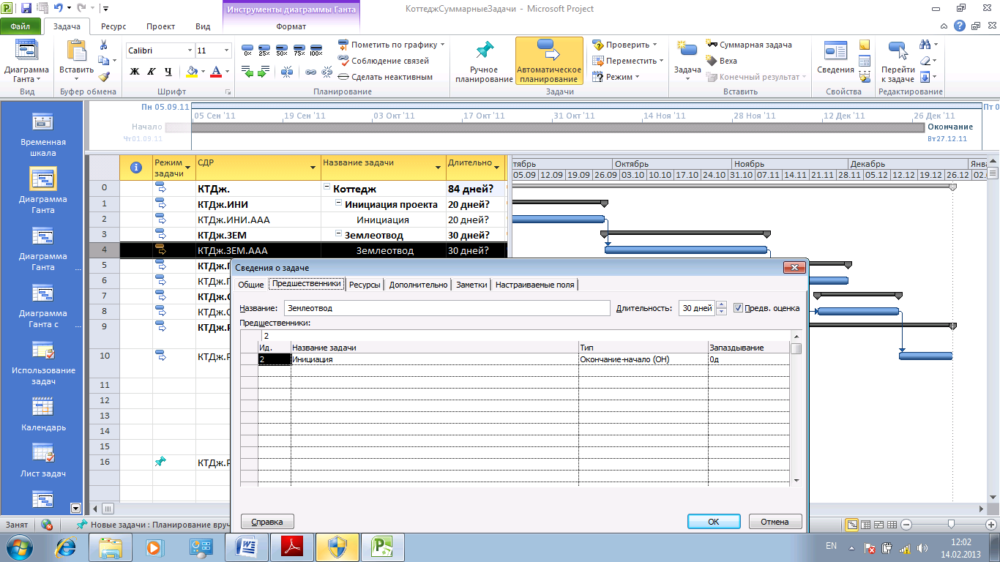 Инструменты диаграммы Ганта
КоттеджСуммарныеЗадачи - Microsoft Project
Файл Задача Ресурс Проект Вид Формат
Диаграмма Ганта
Вид
Вставить
Буфер обмена
Calibri 11
Ж К Ч
Шрифт
0% 25% 50% 75% 100%
Пометить по графику
Соблюдение связей
Сделать неактивным
Планирование
Ручное планирование
Автоматическое планирование
Проверить
Переместить
Режим
Задачи
Задача
Суммарная задача
Веха
Конечный результат
Вставить
Сведения
Свойства
Перейти к задаче
Редактирование
Пн 05.09.11
Пт 0
05 Сен '11 19 Сен '11 03 Окт '11 17 Окт '11 31 Окт '11 14 Ноя '11 28 Ноя '11 12 Дек '11 26 Дек '11
Начало
Чт01.09.11
Окончание
Вт27.12.11
Временная шкала
Диаграмма Ганта
Диаграмма Ганта ...
Диаграмма Ганта с ...
Использование задач
Календарь
Лист задач
Режим задачи СДР Название задачи Длительно
тябрь Октябрь Ноябрь Декабрь Янва
05.09 12.09 19.09 26.09 03.10 10.10 17.10 24.10 31.10 07.11 14.11 21.11 28.11 05.12 12.12 19.12 26.12 02.
0 КТДж. Коттедж 84 дней?
1 КТДж.ИНИ Инициация проекта 20 дней?
2 КТДж.ИНИ.AAA Инициация 20 дней?
3 КТДж.ЗЕМ Землеотвод 30 дней?
4 КТДж.ЗЕМ.AAA Землеотвод 30 дней?
5 КТДж.Г
6 КТДж.Г
7 КТДж.С
8 КТДж.С
9 КТДж.Р
10 КТДж.Р
11
12
13
14
15
16 КТДж.Р
Сведения о задаче
Общие Предшественники Ресурсы Дополнительно Заметки Настраиваемые поля
Название: Землеотвод Длительность: 30 дней Предв. оценка
Предшественники:
2
Ид. Название задачи Тип Запаздывание
2 Инициация Окончание-начало (ОН) 0д
Справка OK Отмена
Занят Новые задачи : Планирование вруч
EN 12:02
14.02.2013